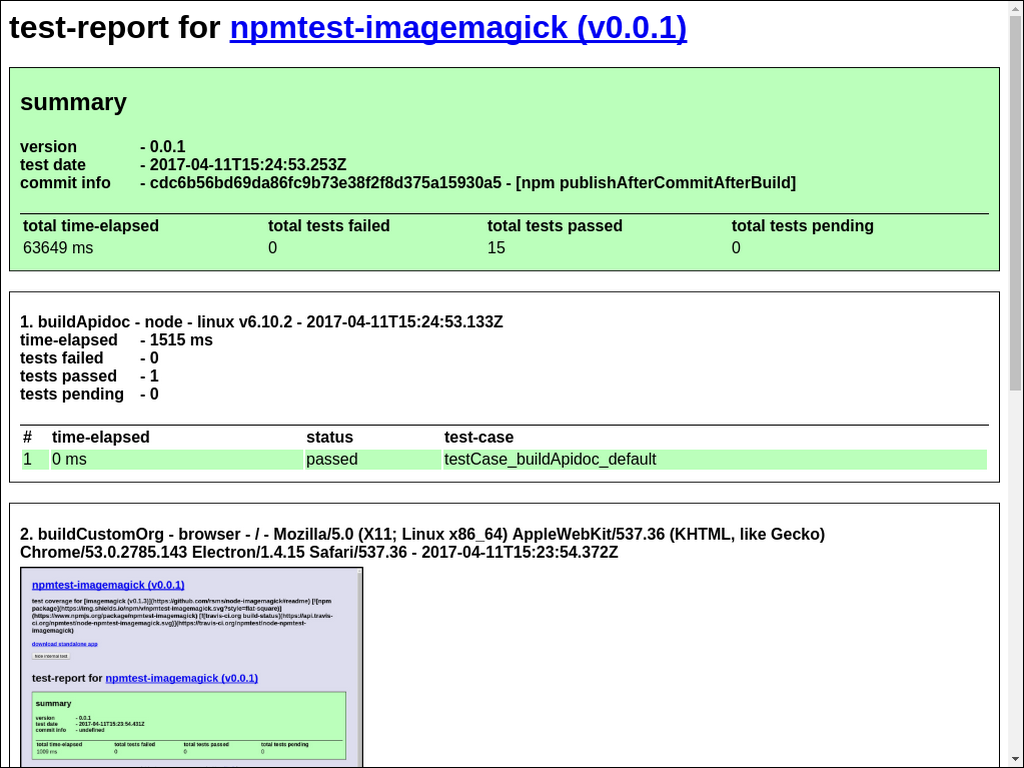 test-report for npmtest-imagemagick (v0.0.1)
summary
version - 0.0.1
test date - 2017-04-11T15:24:53.253Z
commit info - cdc6b56bd69da86fc9b73e38f2f8d375a15930a5 - [npm publishAfterCommitAfterBuild]
total time-elapsed total tests failed total tests passed total tests pending
63649 ms 0 15 0
1. buildApidoc - node - linux v6.10.2 - 2017-04-11T15:24:53.133Z
time-elapsed - 1515 ms
tests failed - 0
tests passed - 1
tests pending - 0
# time-elapsed status test-case
1 0 ms passed testCase_buildApidoc_default
2. buildCustomOrg - browser - / - Mozilla/5.0 (X11; Linux x86_64) AppleWebKit/537.36 (KHTML, like Gecko)
Chrome/53.0.2785.143 Electron/1.4.15 Safari/537.36 - 2017-04-11T15:23:54.372Z
npmtest-imagemagick (v0.0.1)
test coverage for [imagemagick (v0.1.3)](https://github.com/rsms/node-imagemagick#readme) [![npm
package](https://img.shields.io/npm/v/npmtest-imagemagick.svg?style=flat-square)]
(https://www.npmjs.org/package/npmtest-imagemagick) [![travis-ci.org build-status](https://api.travis-
ci.org/npmtest/node-npmtest-imagemagick.svg)](https://travis-ci.org/npmtest/node-npmtest-
imagemagick)
download standalone app
hide internal test
test-report for npmtest-imagemagick (v0.0.1)
summary
version - 0.0.1
test date - 2017-04-11T15:23:54.431Z
commit info - undefined
total time-elapsed total tests failed total tests passed total tests pending
1009 ms 0 0 0